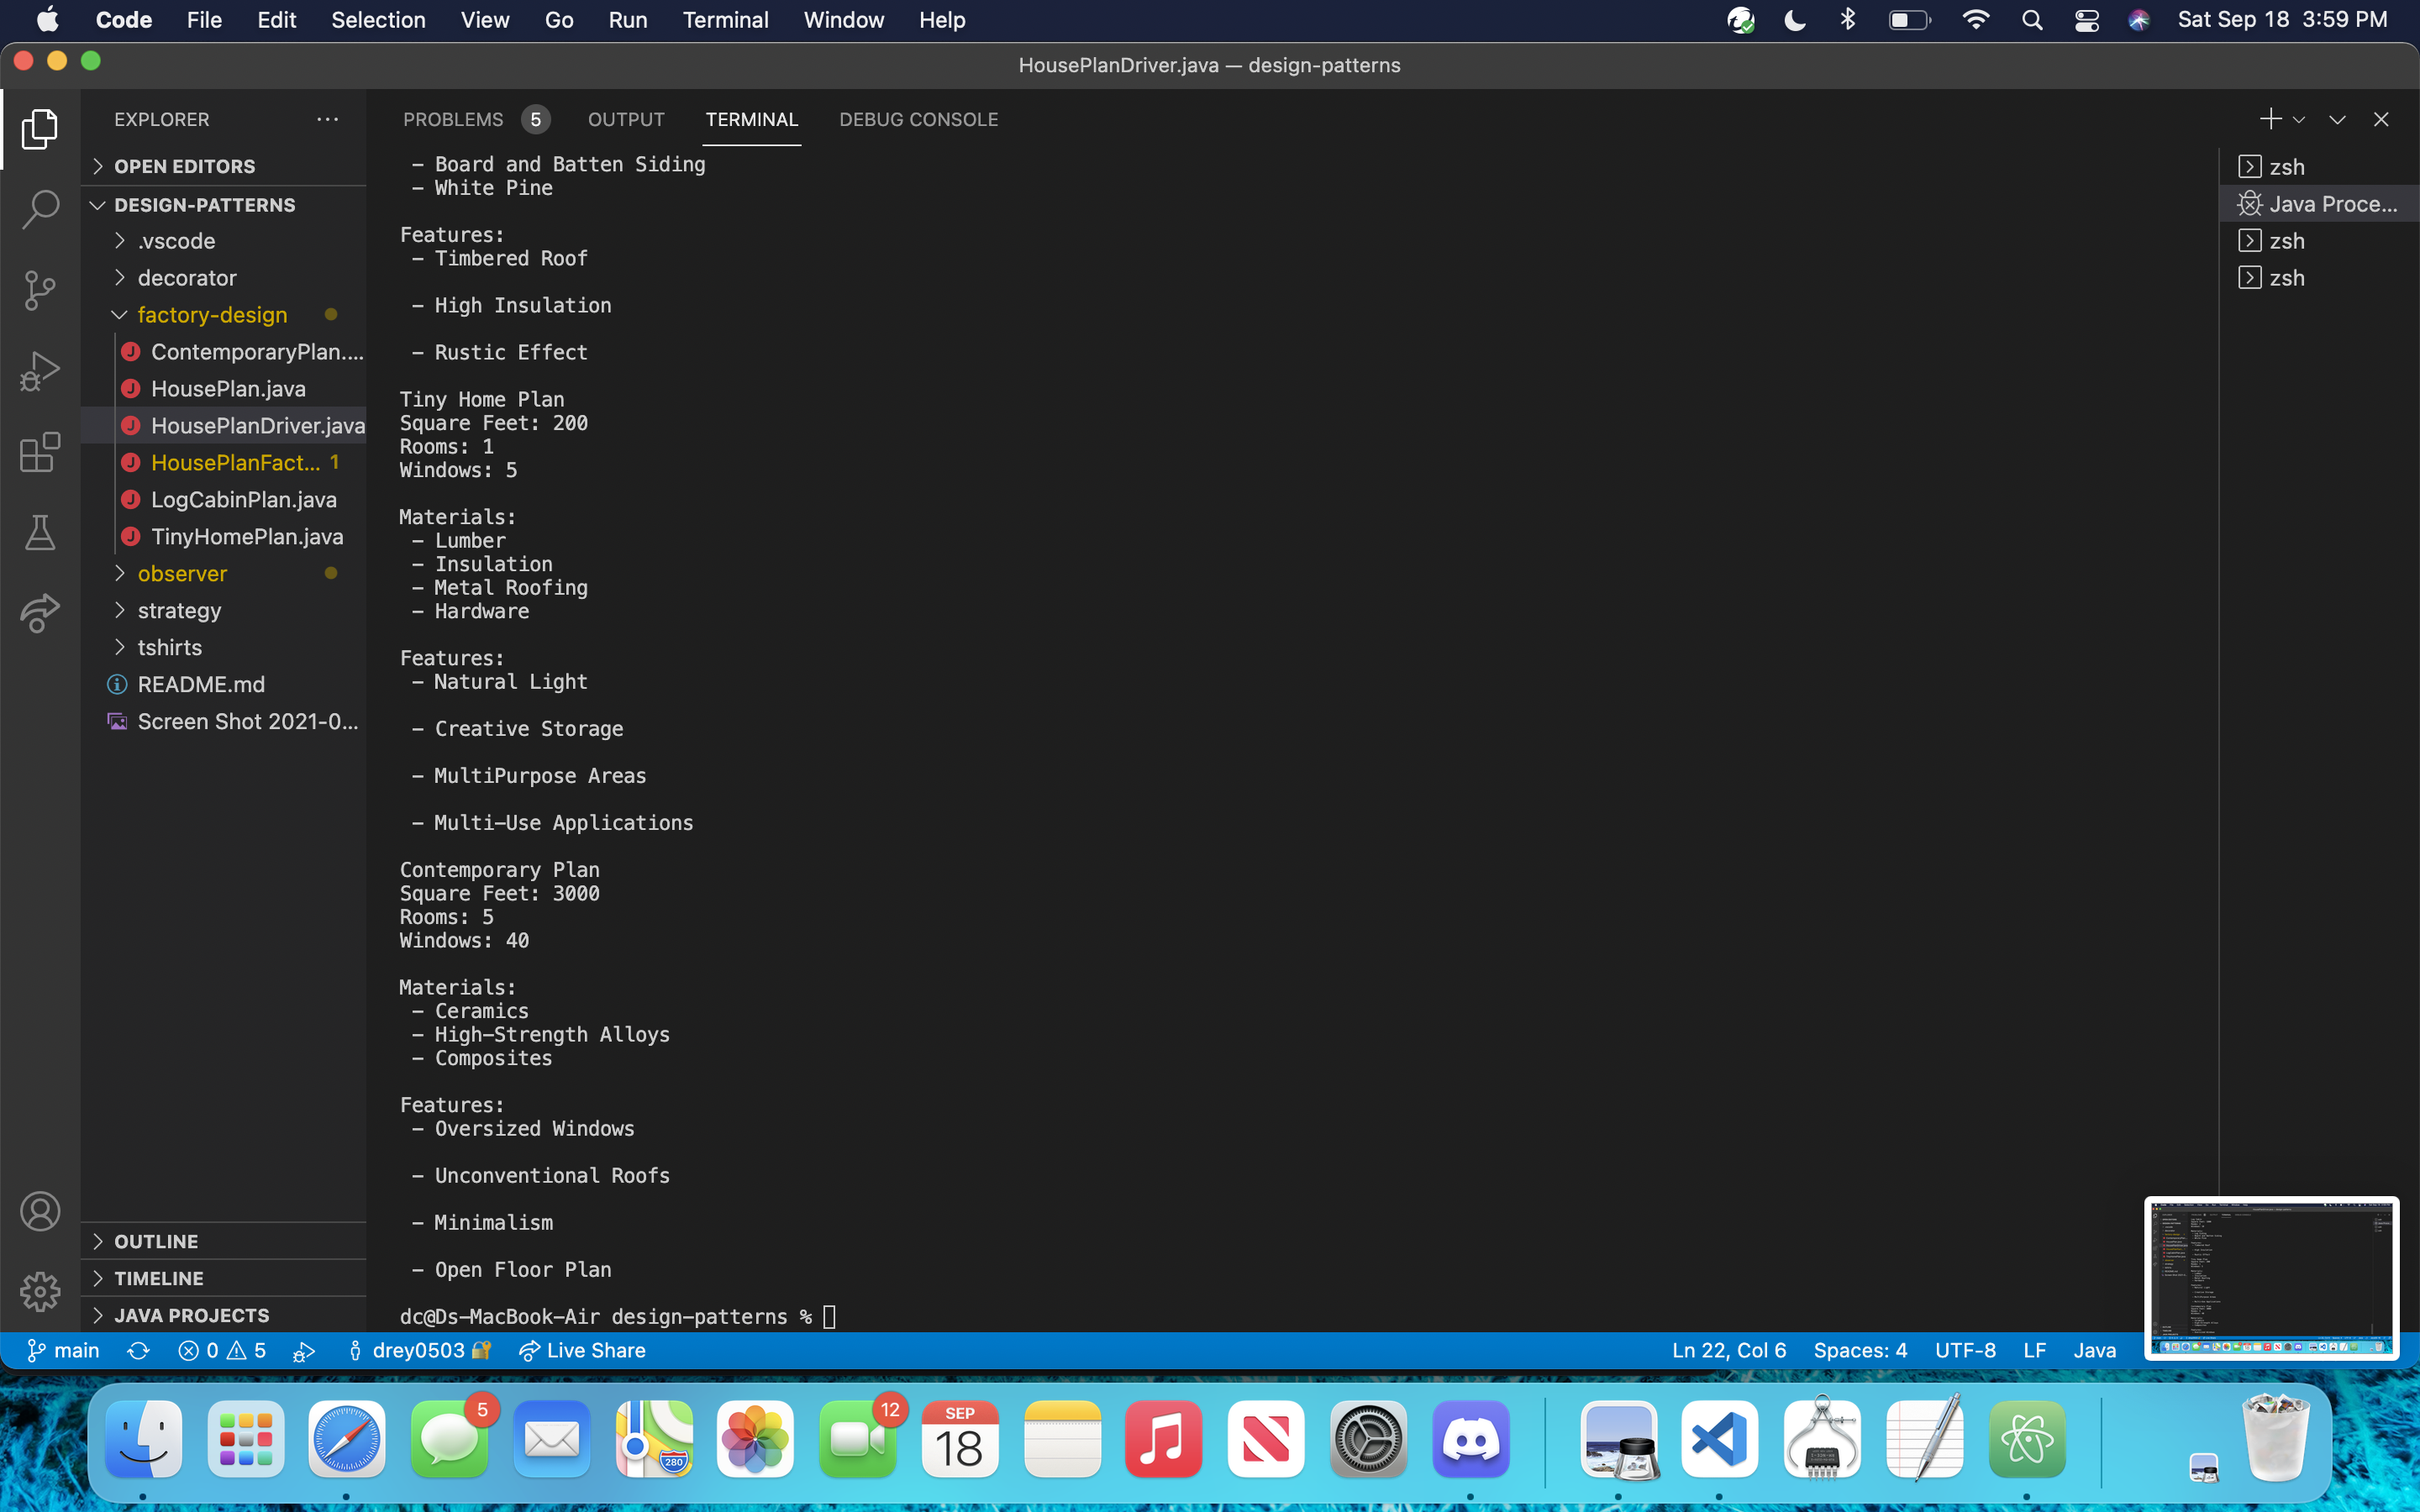 Code File Edit Selection View Go Run Terminal Window Help Sat Sep 18 3:59 PM
HousePlanDriver.java — design-patterns
EXPLORER
OPEN EDITORS
DESIGN-PATTERNS
.vscode
decorator
factory-design
ContemporaryPlan....
HousePlan.java
HousePlanDriver.java
HousePlanFact... 1
LogCabinPlan.java
TinyHomePlan.java
observer
strategy
tshirts
README.md
Screen Shot 2021-0...
OUTLINE
TIMELINE
JAVA PROJECTS
PROBLEMS 5 OUTPUT TERMINAL DEBUG CONSOLE
- Board and Batten Siding
- White Pine
Features:
- Timbered Roof
- High Insulation
- Rustic Effect
Tiny Home Plan
Square Feet: 200
Rooms: 1
Windows: 5
Materials:
- Lumber
- Insulation
- Metal Roofing
- Hardware
Features:
- Natural Light
- Creative Storage
- MultiPurpose Areas
- Multi-Use Applications
Contemporary Plan
Square Feet: 3000
Rooms: 5
Windows: 40
Materials:
- Ceramics
- High-Strength Alloys
- Composites
Features:
- Oversized Windows
- Unconventional Roofs
- Minimalism
- Open Floor Plan
dc@Ds-MacBook-Air design-patterns %
zsh
Java Proce...
zsh
zsh
main 0 5 drey0503 Live Share Ln 22, Col 6 Spaces: 4 UTF-8 LF Java
5
280
12
SEP
18